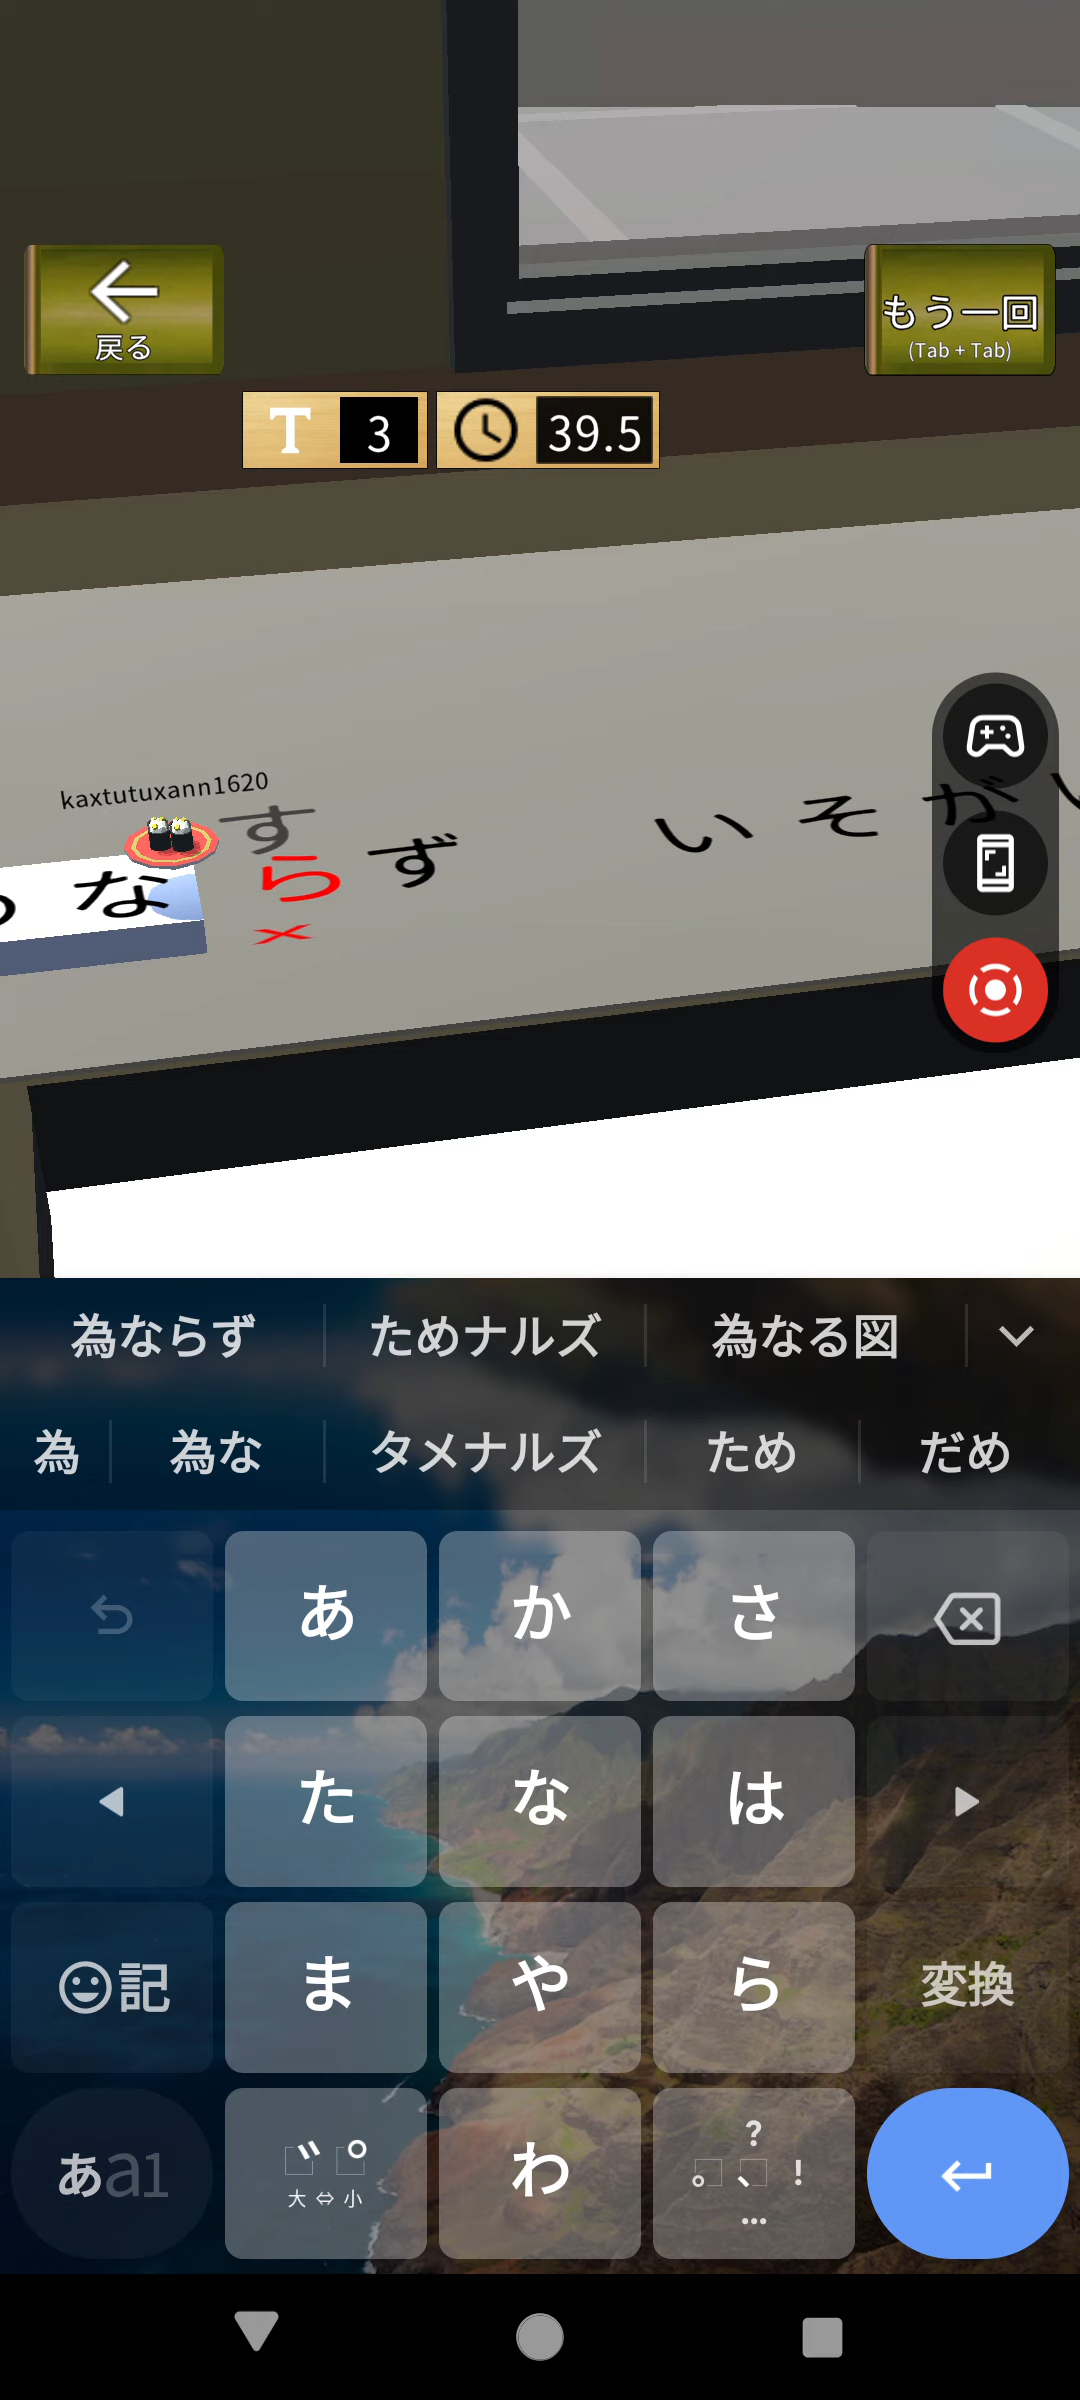 戻る
もう一回
(Tab + Tab)
T 3 39.5
kaxtutuxann1620
す
な らず いそが
×
為ならず ためナルズ 為なる図
為 為な タメナルズ ため だめ
あ か さ
た な は
記 ま や ら 変換
あa1 大⇔小 わ 。、?!…